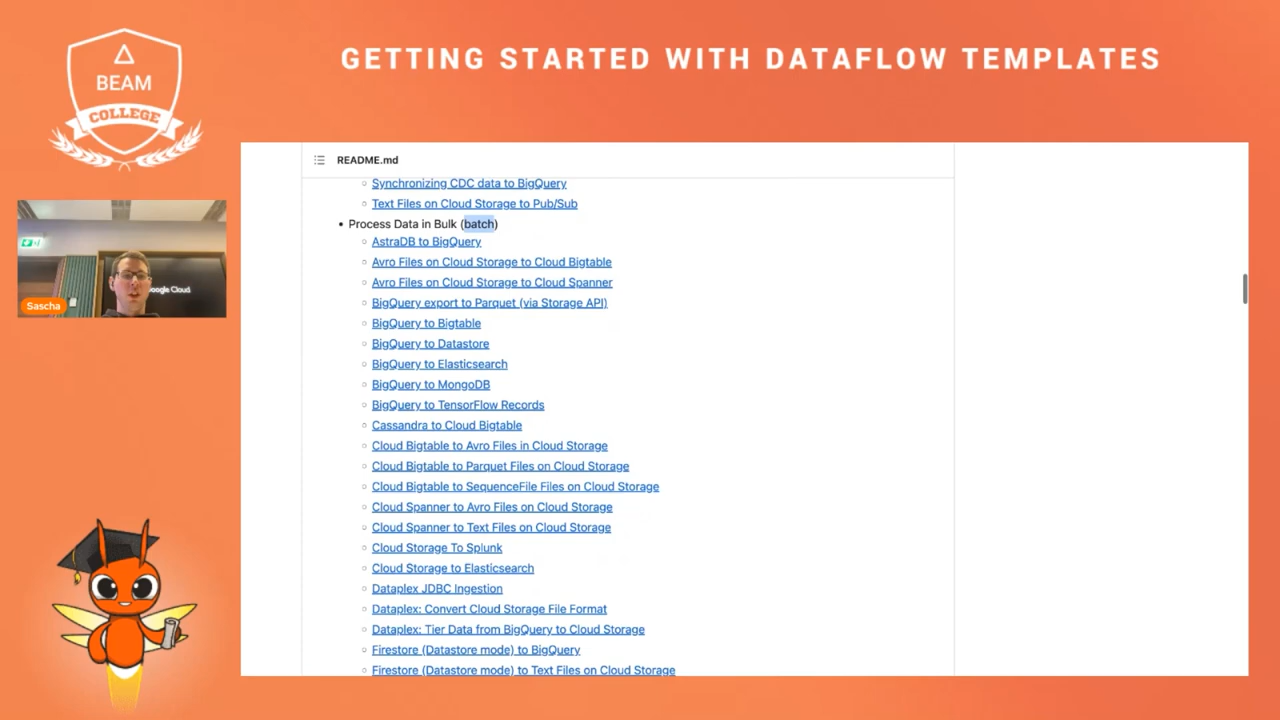 BEAM
COLLEGE
GETTING STARTED WITH DATAFLOW TEMPLATES
Google Cloud
Sascha
README.md
Synchronizing CDC data to BigQuery
Text Files on Cloud Storage to Pub/Sub
Process Data in Bulk (batch)
AstraDB to BigQuery
Avro Files on Cloud Storage to Cloud Bigtable
Avro Files on Cloud Storage to Cloud Spanner
BigQuery export to Parquet (via Storage API)
BigQuery to Bigtable
BigQuery to Datastore
BigQuery to Elasticsearch
BigQuery to MongoDB
BigQuery to TensorFlow Records
Cassandra to Cloud Bigtable
Cloud Bigtable to Avro Files in Cloud Storage
Cloud Bigtable to Parquet Files on Cloud Storage
Cloud Bigtable to SequenceFile Files on Cloud Storage
Cloud Spanner to Avro Files on Cloud Storage
Cloud Spanner to Text Files on Cloud Storage
Cloud Storage To Splunk
Cloud Storage to Elasticsearch
Dataplex JDBC Ingestion
Dataplex: Convert Cloud Storage File Format
Dataplex: Tier Data from BigQuery to Cloud Storage
Firestore (Datastore mode) to BigQuery
Firestore (Datastore mode) to Text Files on Cloud Storage